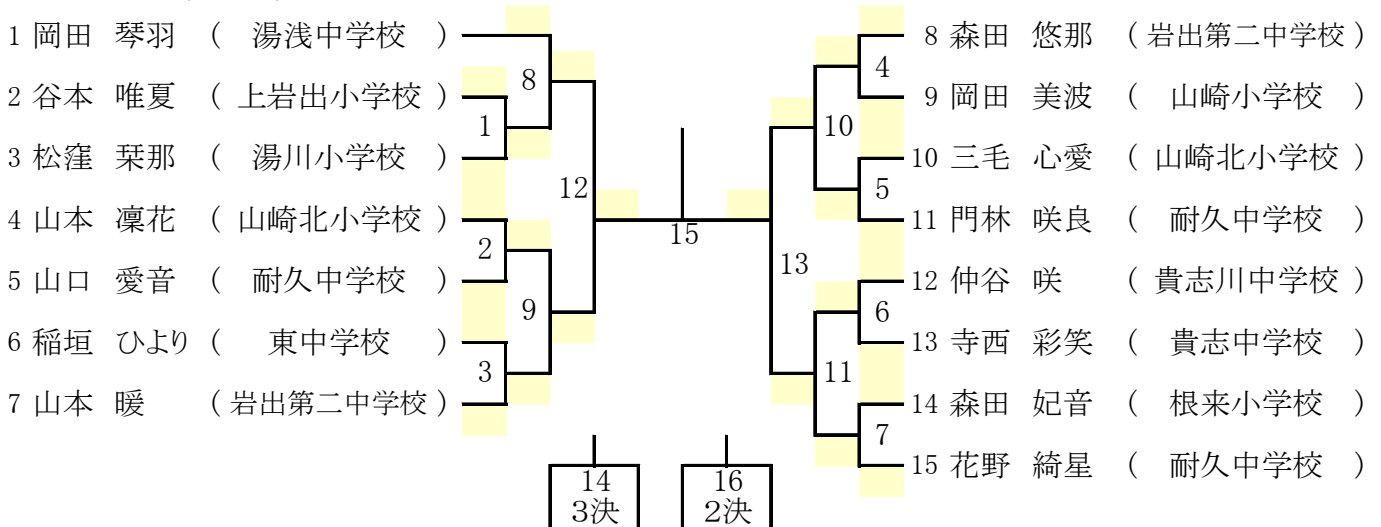 1 岡田 琴羽 ( 湯浅中学校 )
2 谷本 唯夏 ( 上岩出小学校 )
3 松窪 栞那 ( 湯川小学校 )
4 山本 凜花 ( 山崎北小学校 )
5 山口 愛音 ( 耐久中学校 )
6 稲垣 ひより ( 東中学校 )
7 山本 暖 ( 岩出第二中学校 )
8
1
12
2
9
3
15
14
3決
16
2決
4
10
5
13
6
11
7
8 森田 悠那 ( 岩出第二中学校 )
9 岡田 美波 ( 山崎小学校 )
10 三毛 心愛 ( 山崎北小学校 )
11 門林 咲良 ( 耐久中学校 )
12 仲谷 咲 ( 貴志川中学校 )
13 寺西 彩笑 ( 貴志中学校 )
14 森田 妃音 ( 根来小学校 )
15 花野 綺星 ( 耐久中学校 )